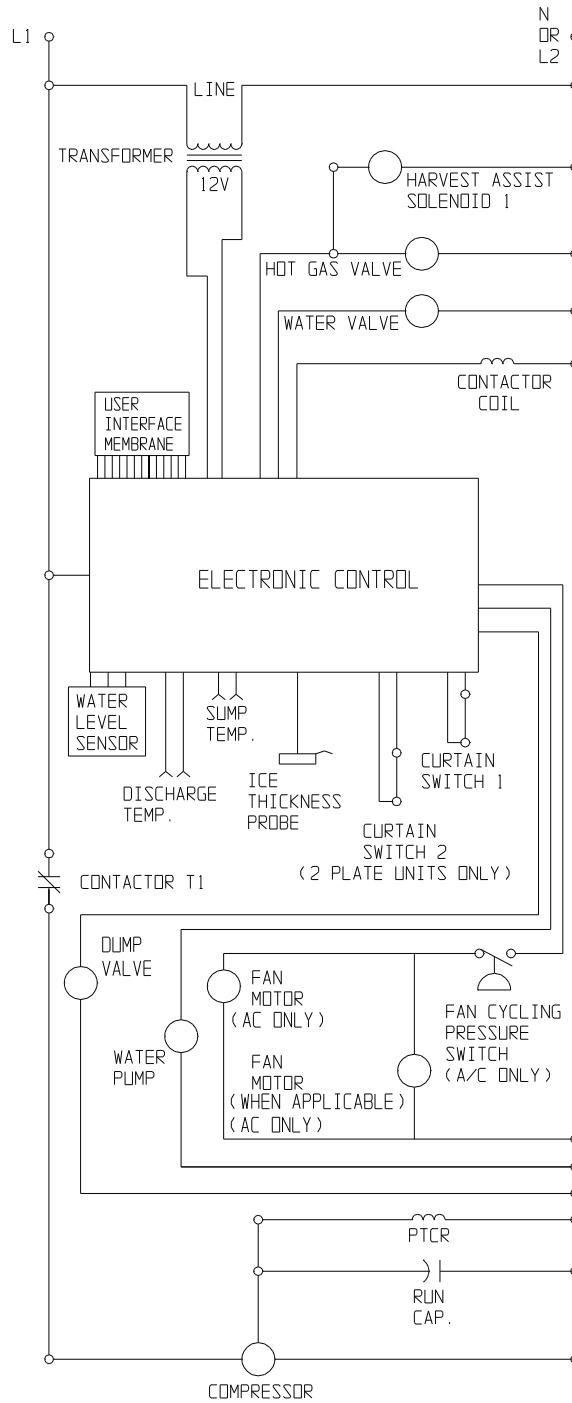 N
L1
OR
L2
LINE
TRANSFORMER
12V
HARVEST ASSIST
SOLENOID 1
HOT GAS VALVE
WATER VALVE
CONTACTOR
COIL
USER
INTERFACE
MEMBRANE
ELECTRONIC CONTROL
WATER
LEVEL
SENSOR
SUMP
TEMP.
DISCHARGE
TEMP.
ICE
THICKNESS
PROBE
CURTAIN
SWITCH 1
CURTAIN
SWITCH 2
(2 PLATE UNITS ONLY)
CONTACTOR T1
DUMP
VALVE
WATER
PUMP
FAN
MOTOR
(AC ONLY)
FAN
MOTOR
(WHEN APPLICABLE)
(AC ONLY)
FAN CYCLING
PRESSURE
SWITCH
(A/C ONLY)
PTCR
RUN
CAP.
COMPRESSOR